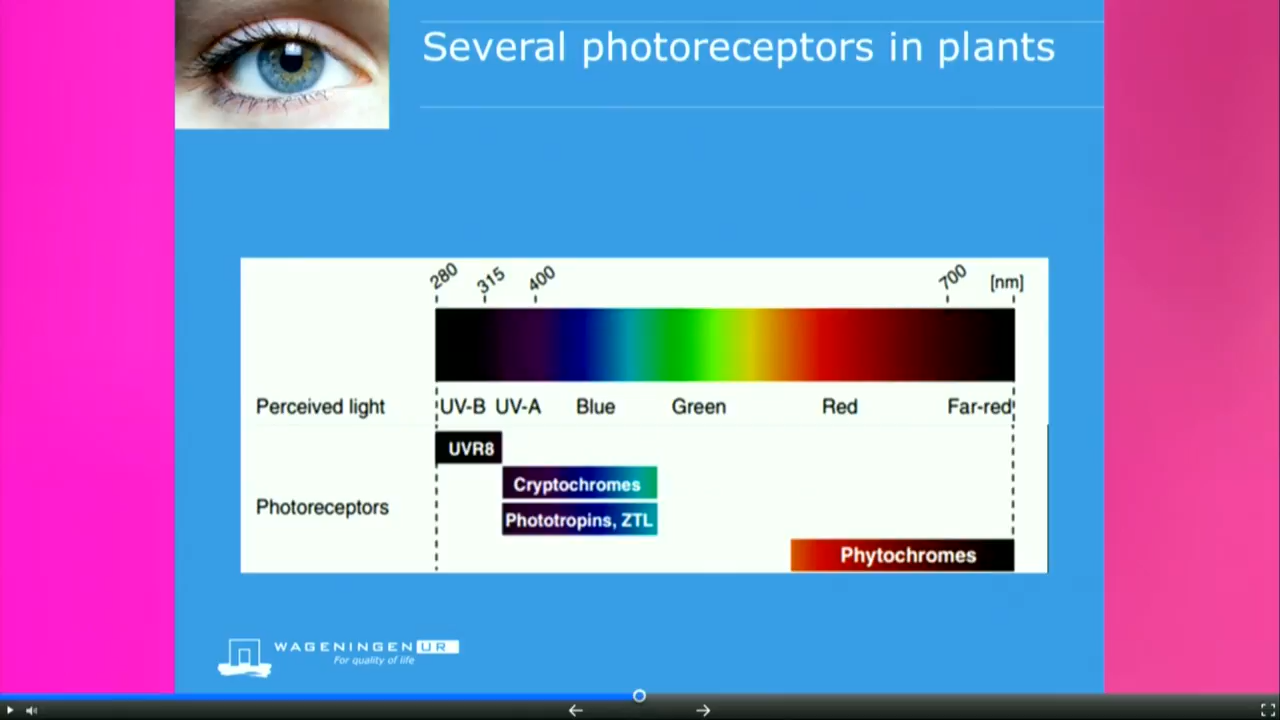 Several photoreceptors in plants
280 315 400 700 [nm]
Perceived light UV-B UV-A Blue Green Red Far-red
UVR8
Cryptochromes
Photoreceptors
Phototropins, ZTL
Phytochromes
WAGENINGEN UR
For quality of life